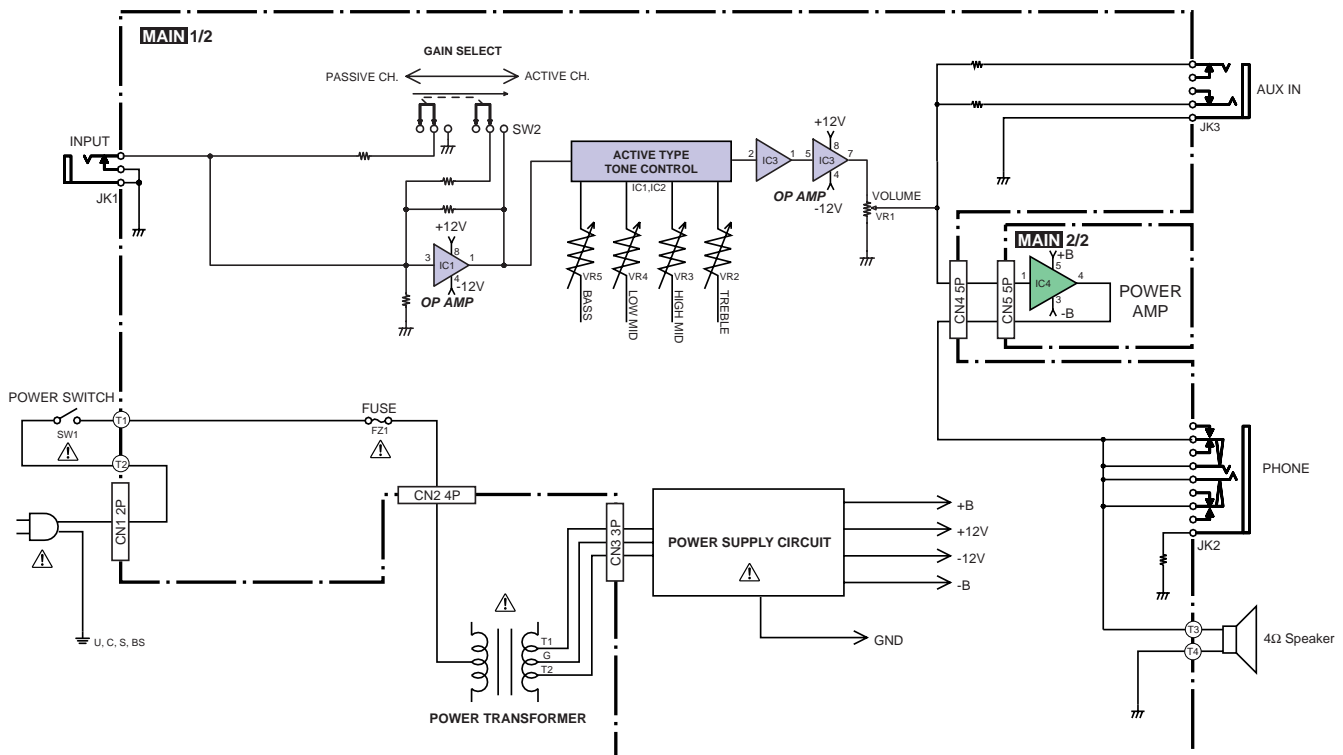 MAIN 1/2
GAIN SELECT
PASSIVE CH.
ACTIVE CH.
SW2
INPUT
JK1
+12V
8
3
IC1
1
4
-12V
OP AMP
ACTIVE TYPE
TONE CONTROL
IC1,IC2
VR5
VR4
VR3
VR2
BASS
LOW MID
HIGH MID
TREBLE
2
IC3
1
5
IC3
7
+12V
8
4
-12V
OP AMP
VOLUME
VR1
AUX IN
JK3
MAIN 2/2
CN4 5P
CN5 5P
+B
5
1
IC4
4
3
-B
POWER
AMP
POWER SWITCH
SW1
T1
T2
FUSE
FZ1
CN1 2P
U, C, S, BS
CN2 4P
CN3 3P
T1
G
T2
POWER TRANSFORMER
POWER SUPPLY CIRCUIT
+B
+12V
-12V
-B
GND
PHONE
JK2
T3
T4
4Ω Speaker